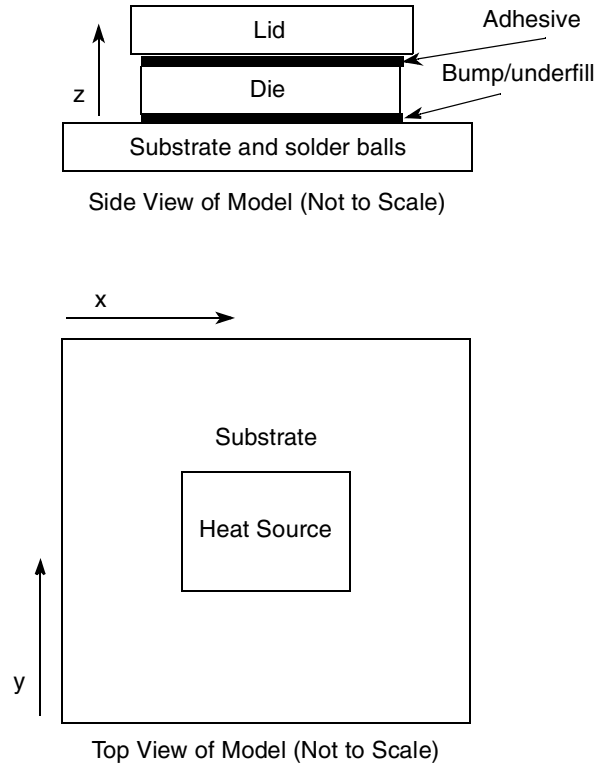 Lid
Adhesive
z
Die
Bump/underfill
Substrate and solder balls
Side View of Model (Not to Scale)
x
Substrate
Heat Source
y
Top View of Model (Not to Scale)